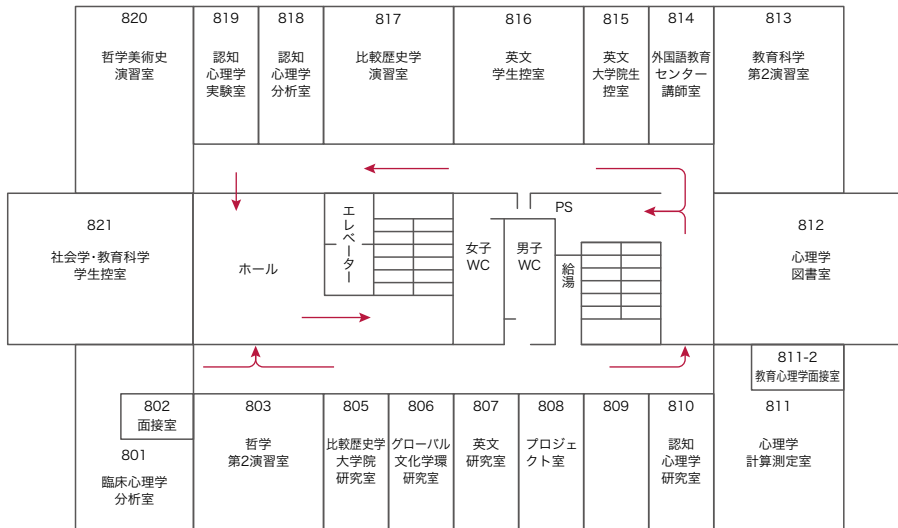 820
哲学美術史
演習室
819
認知
心理学
実験室
818
認知
心理学
分析室
817
比較歴史学
演習室
816
英文
学生控室
815
英文
大学院生
控室
814
外国語教育
センター
講師室
813
教育科学
第2演習室
821
社会学・教育科学
学生控室
ホール
エレベーター
女子
WC
男子
WC
PS
給湯
812
心理学
図書室
811-2
教育心理学面接室
802
面接室
801
臨床心理学
分析室
803
哲学
第2演習室
805
比較歴史学
大学院
研究室
806
グローバル
文化学環
研究室
807
英文
研究室
808
プロジェ
クト室
809
810
認知
心理学
研究室
811
心理学
計算測定室